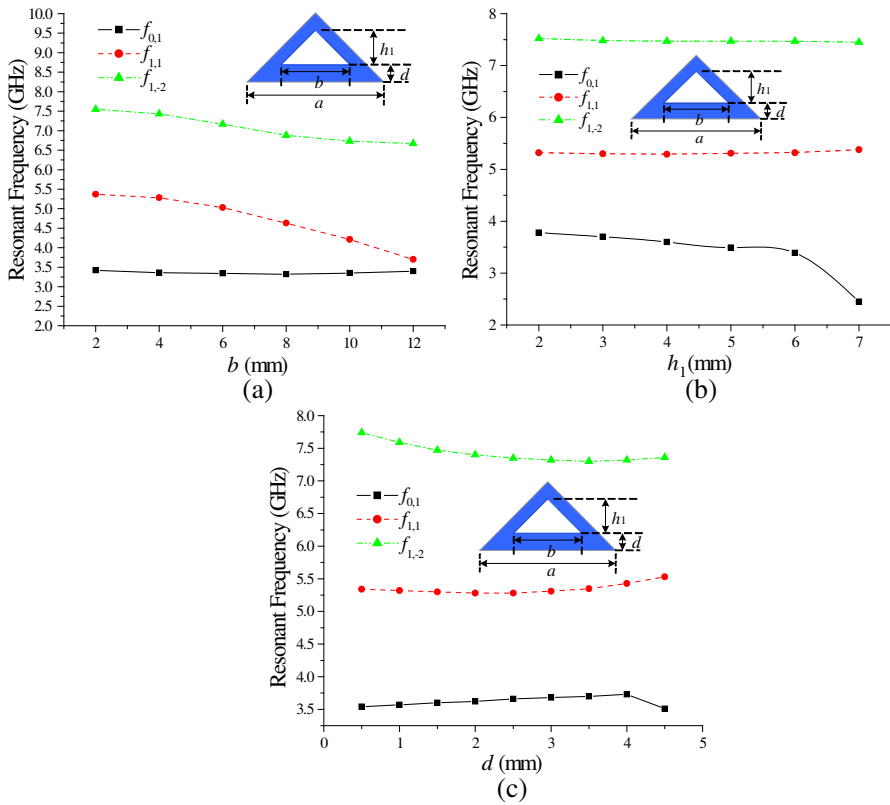 Resonant Frequency (GHz)
10.0
9.5
9.0
8.5
8.0
7.5
7.0
6.5
6.0
5.5
5.0
4.5
4.0
3.5
3.0
2.5
2.0
f0,1
f1,1
f1,-2
h1
d
b
a
2 4 6 8 10 12
b (mm)
(a)
Resonant Frequency (GHz)
8
7
6
5
4
3
2
f0,1
f1,1
f1,-2
h1
d
b
a
2 3 4 5 6 7
h1(mm)
(b)
Resonant Frequency (GHz)
8.0
7.5
7.0
6.5
6.0
5.5
5.0
4.5
4.0
3.5
f0,1
f1,1
f1,-2
h1
d
b
a
0 1 2 3 4 5
d (mm)
(c)